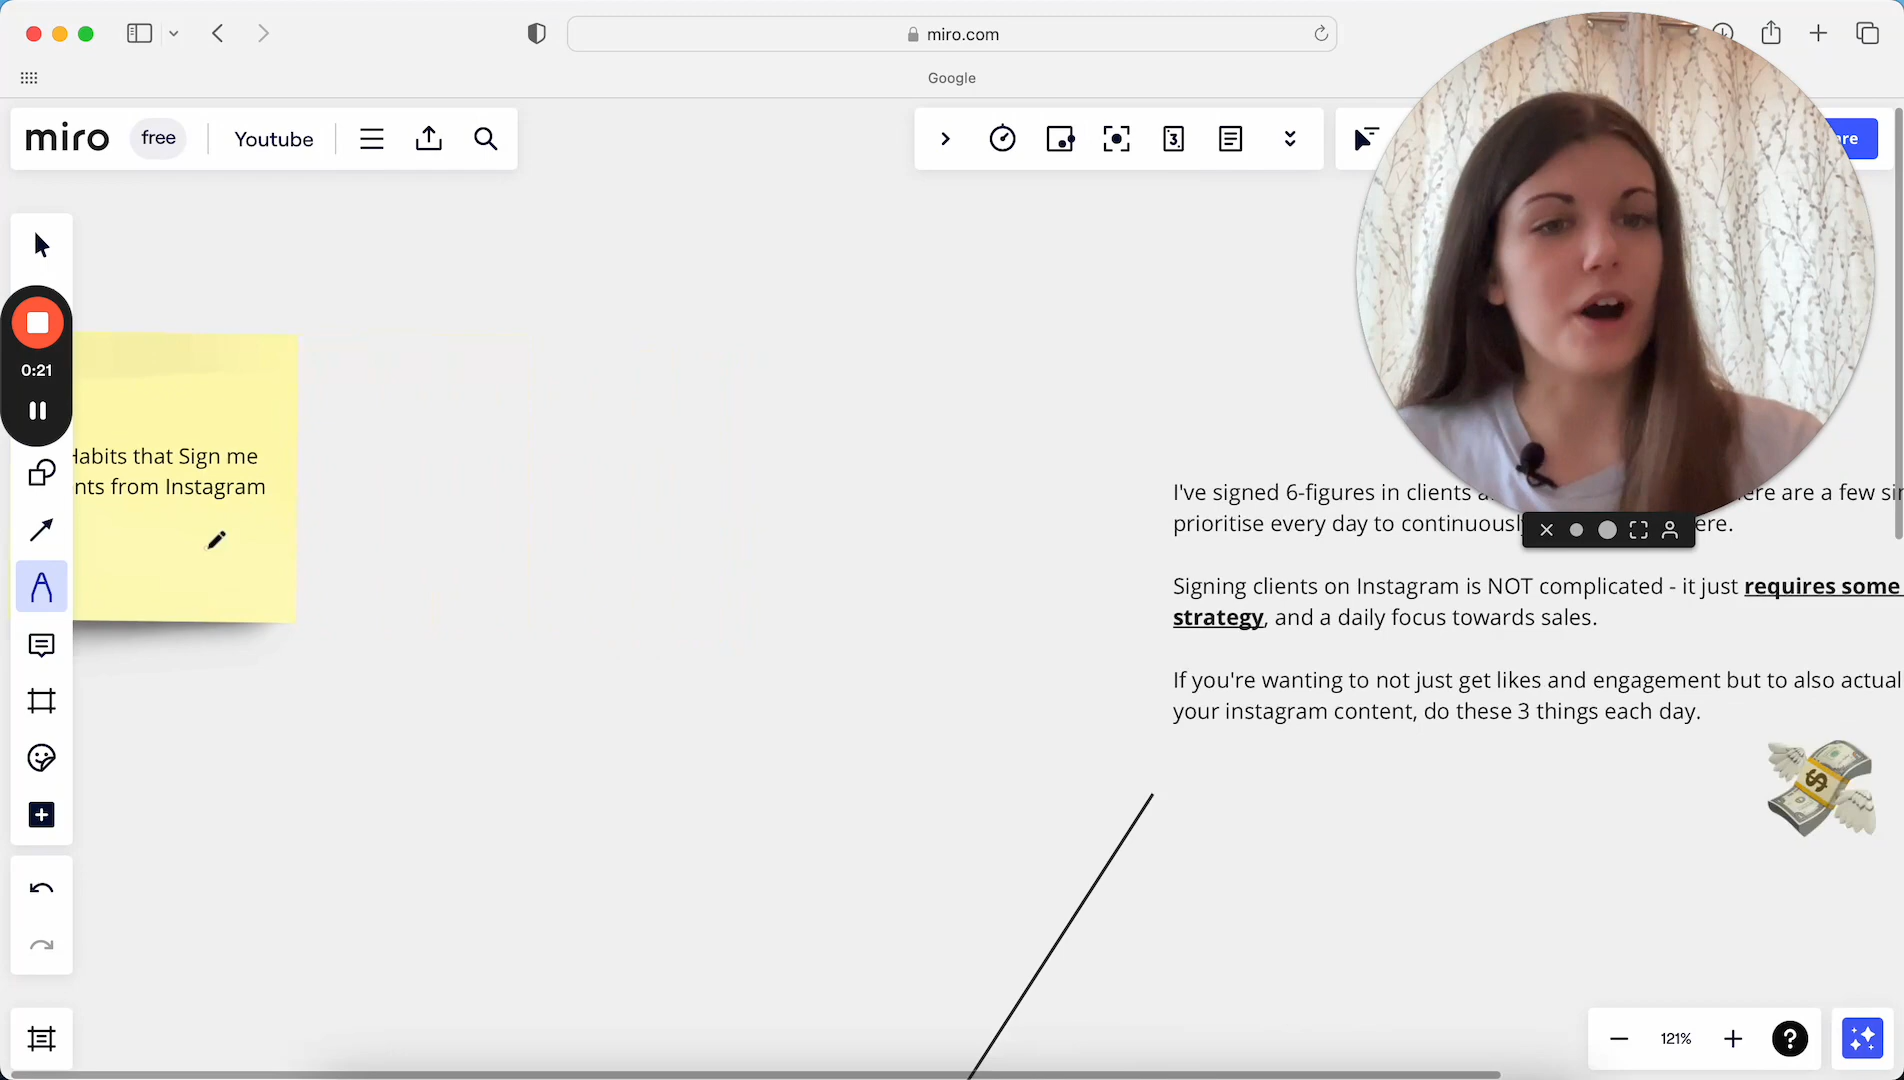 miro.com
Google
miro free Youtube
3
re
0:21
Habits that Sign me
nts from Instagram
I've signed 6-figures in clients a
ere are a few
prioritise every day to continuously
ere.
Signing clients on Instagram is NOT complicated - it just requires some
strategy, and a daily focus towards sales.
If you're wanting to not just get likes and engagement but to also actual
your instagram content, do these 3 things each day.
121%
?